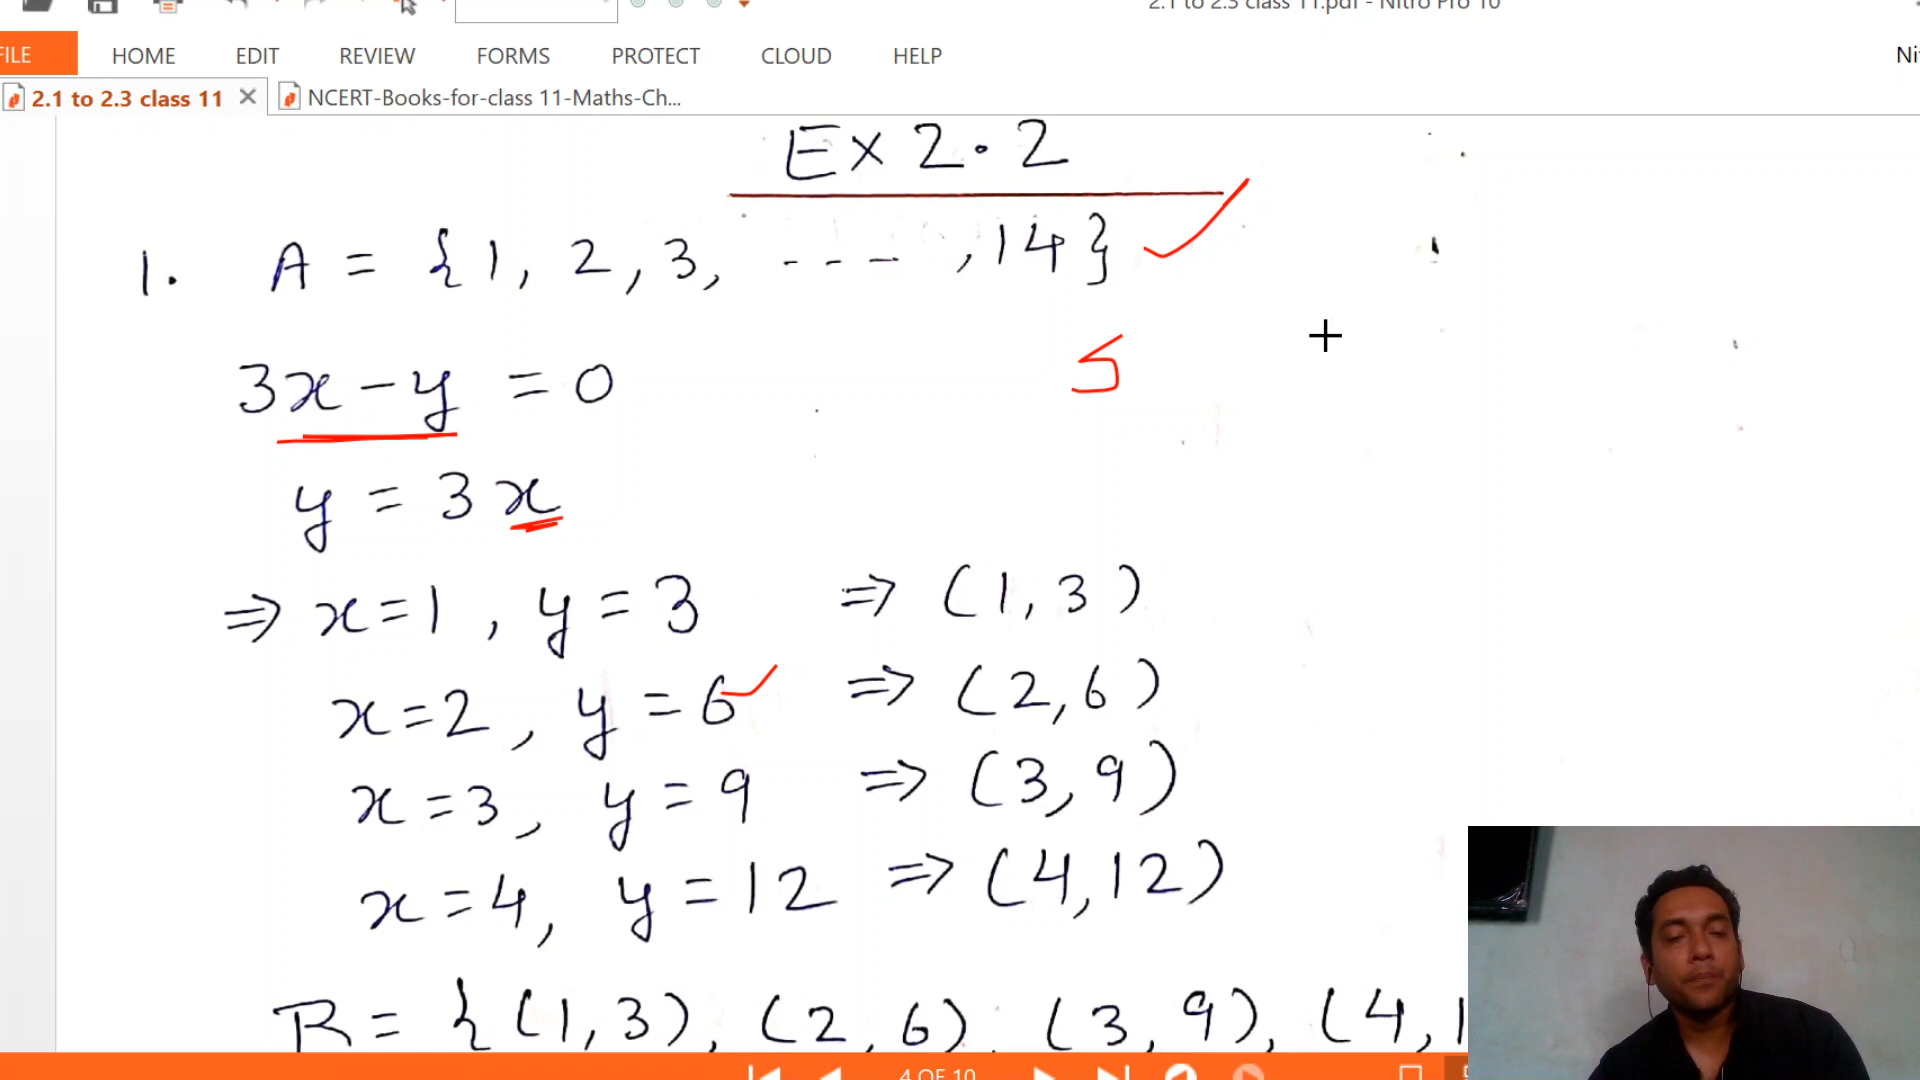 2.1 to 2.3 class 11.pdf - Nitro Pro 10
FILE HOME EDIT REVIEW FORMS PROTECT CLOUD HELP
2.1 to 2.3 class 11 NCERT-Books-for-class 11-Maths-Ch...
Ex 2.2
1. A = {1, 2, 3, ---- , 14}
5
3x - y = 0
y = 3x
⇒ x=1 , y = 3 ⇒ (1, 3)
x=2 , y = 6 ⇒ (2, 6)
x=3 , y = 9 ⇒ (3, 9)
x=4, y = 12 ⇒ (4, 12)
R = { (1, 3), (2, 6), (3, 9), (4, 1
4 OF 10